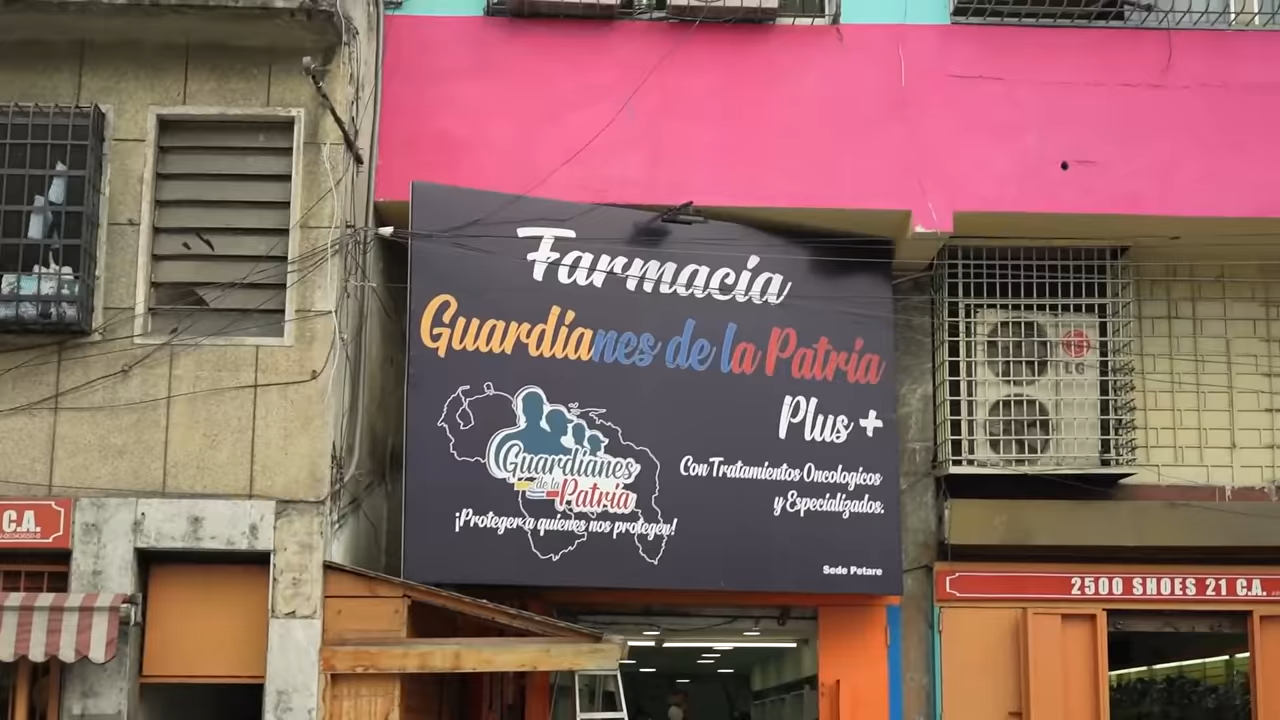 Farmacia
Guardianes de la Patria
Plus +
Guardianes
de la Patria
¡Proteger a quienes nos protegen!
Con Tratamientos Oncologicos
y Especializados.
Sede Petare
LG
C.A.
2500 SHOES 21 C.A.